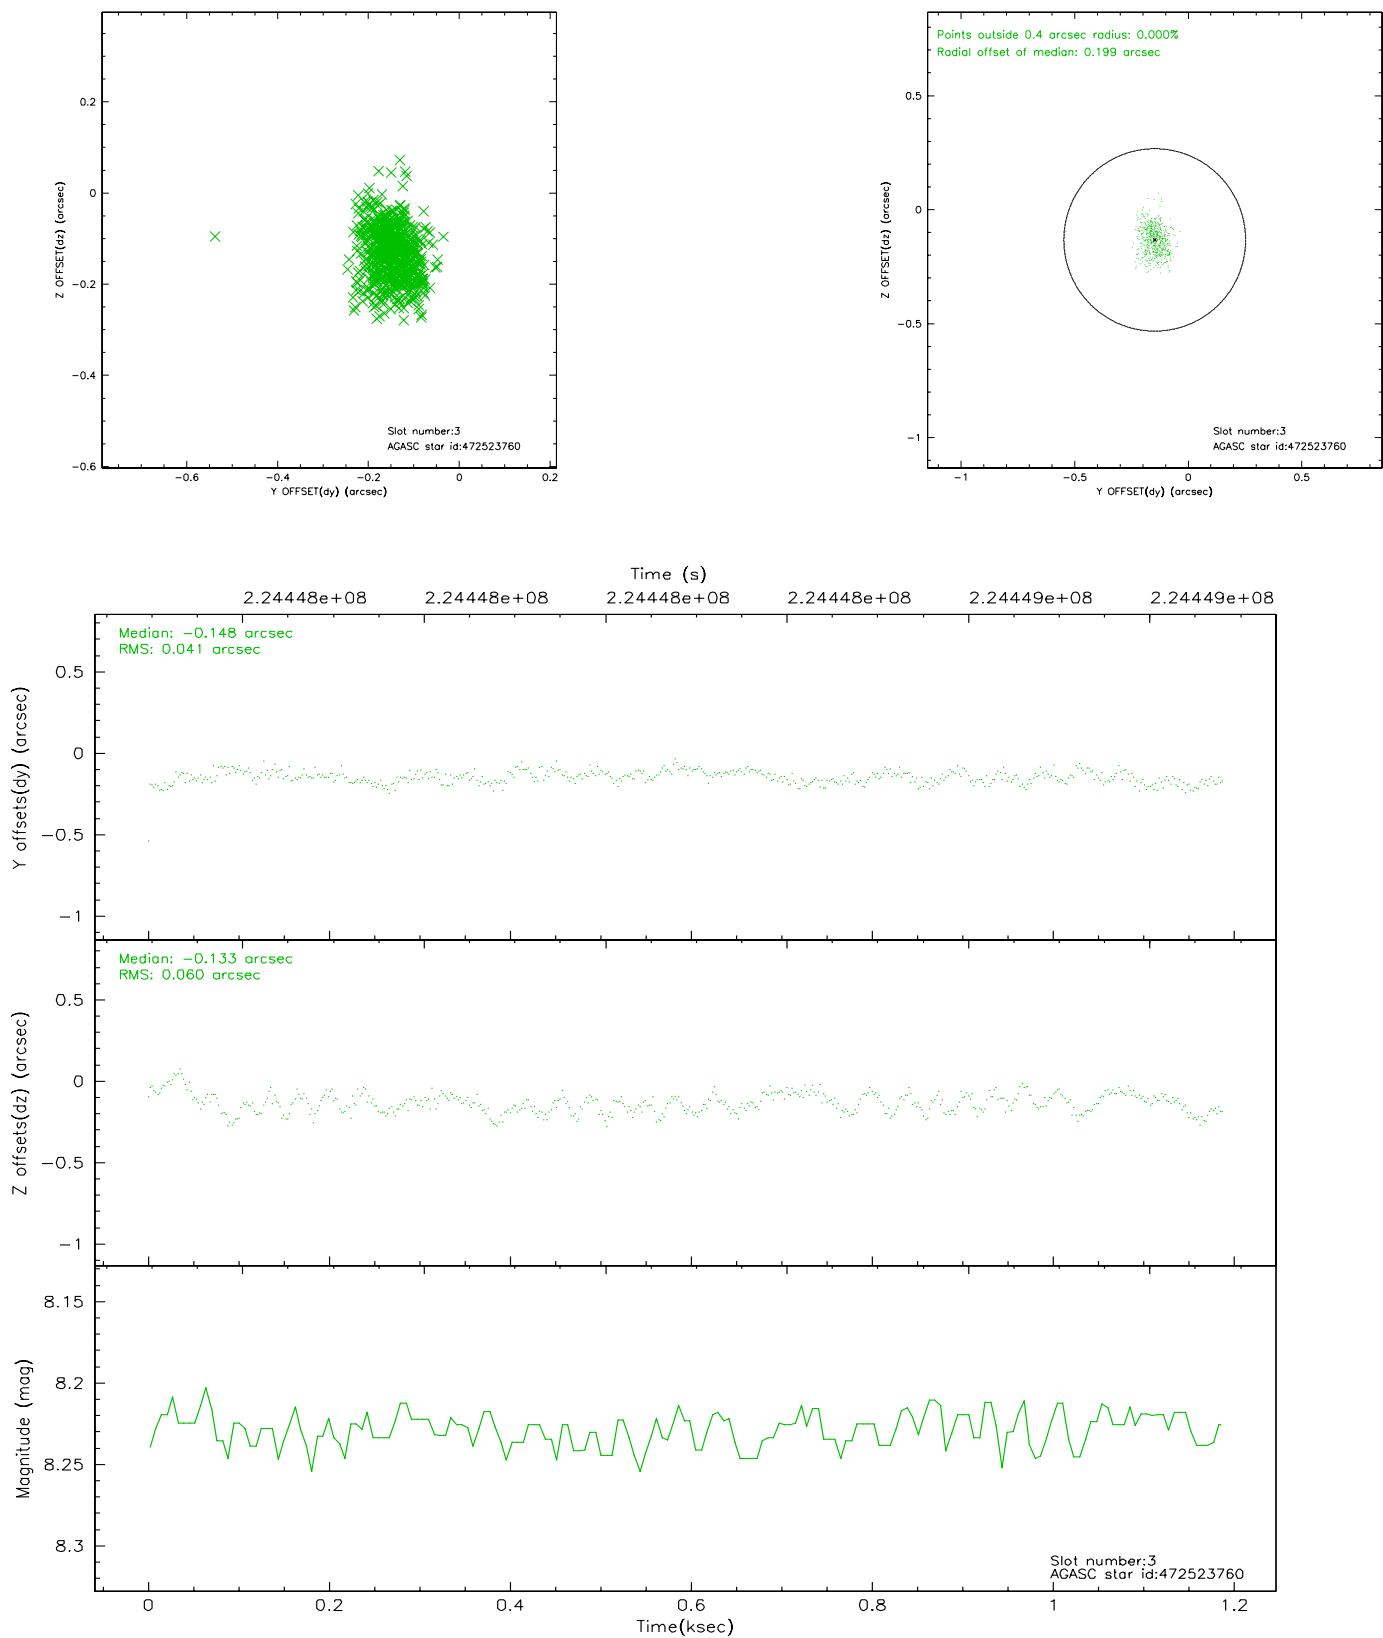 0.2
0
-0.2
-0.4
-0.6
Z OFFSET(dz) (arcsec)
Slot number:3
AGASC star id:472523760
-0.6
-0.4
-0.2
0
0.2
Y OFFSET(dy) (arcsec)
Points outside 0.4 arcsec radius: 0.000%
Radial offset of median: 0.199 arcsec
0.5
0
-0.5
-1
Z OFFSET(dz) (arcsec)
Slot number:3
AGASC star id:472523760
-1
-0.5
0
0.5
Y OFFSET(dy) (arcsec)
Time (s)
2.24448e+08
2.24448e+08
2.24448e+08
2.24448e+08
2.24449e+08
2.24449e+08
Median: -0.148 arcsec
RMS: 0.041 arcsec
0.5
0
-0.5
-1
Y offsets(dy) (arcsec)
Median: -0.133 arcsec
RMS: 0.060 arcsec
0.5
0
-0.5
-1
Z offsets(dz) (arcsec)
8.15
8.2
8.25
8.3
Magnitude (mag)
Slot number:3
AGASC star id:472523760
0
0.2
0.4
0.6
0.8
1
1.2
Time(ksec)